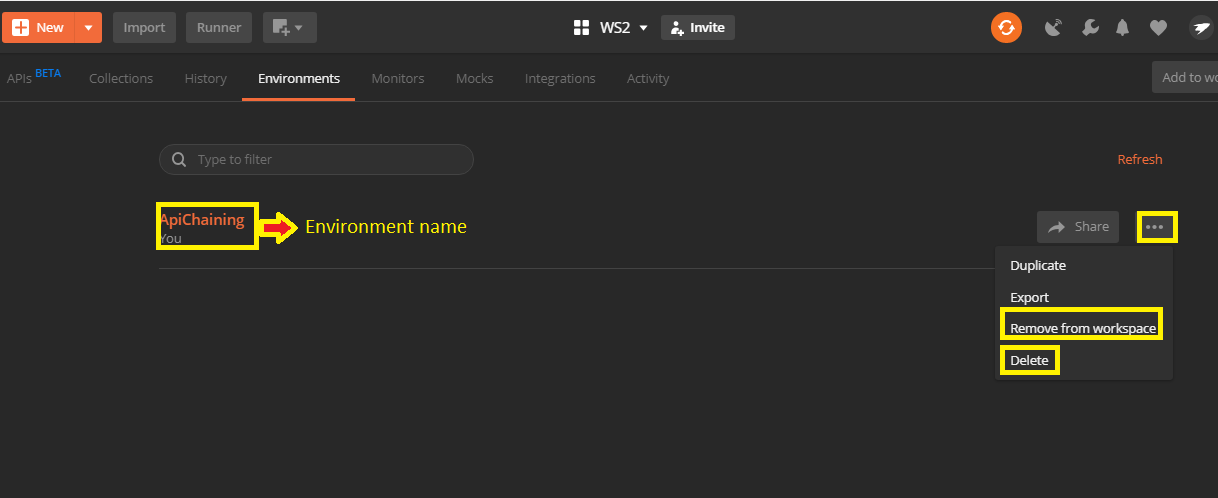 New Import Runner WS2 Invite
APIs BETA Collections History Environments Monitors Mocks Integrations Activity Add to wo
Type to filter Refresh
ApiChaining Environment name
You Share
Duplicate
Export
Remove from workspace
Delete